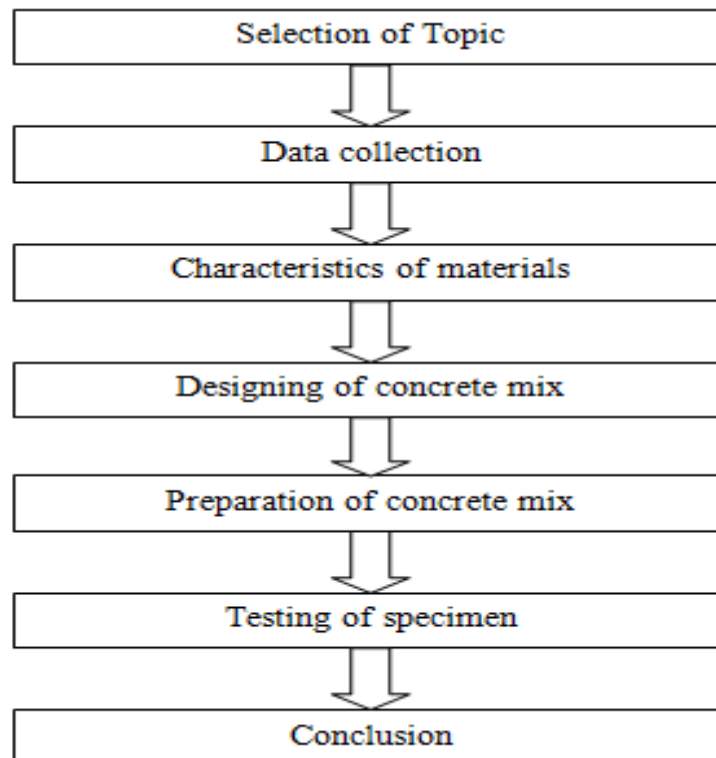 Selection of Topic
Data collection
Characteristics of materials
Designing of concrete mix
Preparation of concrete mix
Testing of specimen
Conclusion